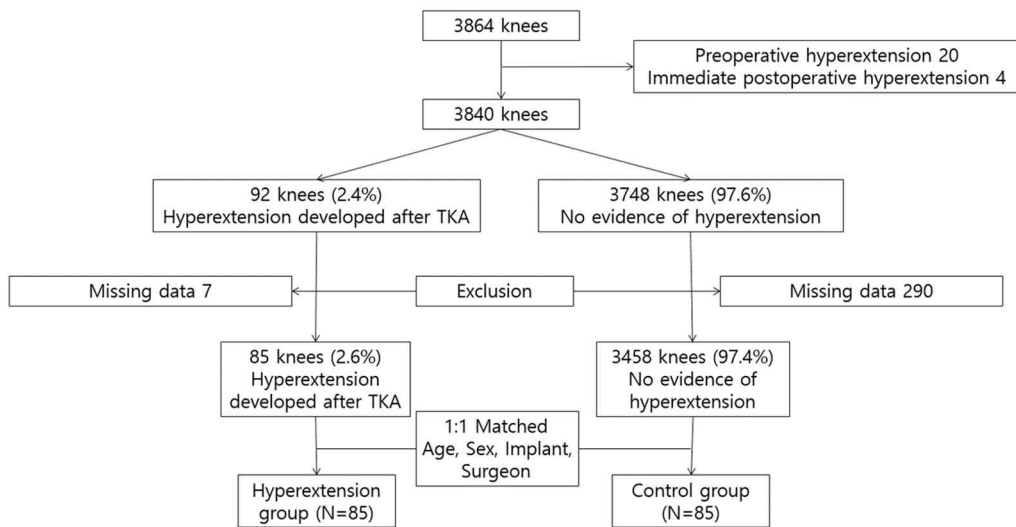 3864 knees
Preoperative hyperextension 20
Immediate postoperative hyperextension 4
3840 knees
92 knees (2.4%)
Hyperextension developed after TKA
3748 knees (97.6%)
No evidence of hyperextension
Missing data 7
Exclusion
Missing data 290
85 knees (2.6%)
Hyperextension
developed after TKA
3458 knees (97.4%)
No evidence of
hyperextension
1:1 Matched
Age, Sex, Implant,
Surgeon
Hyperextension
group (N=85)
Control group
(N=85)